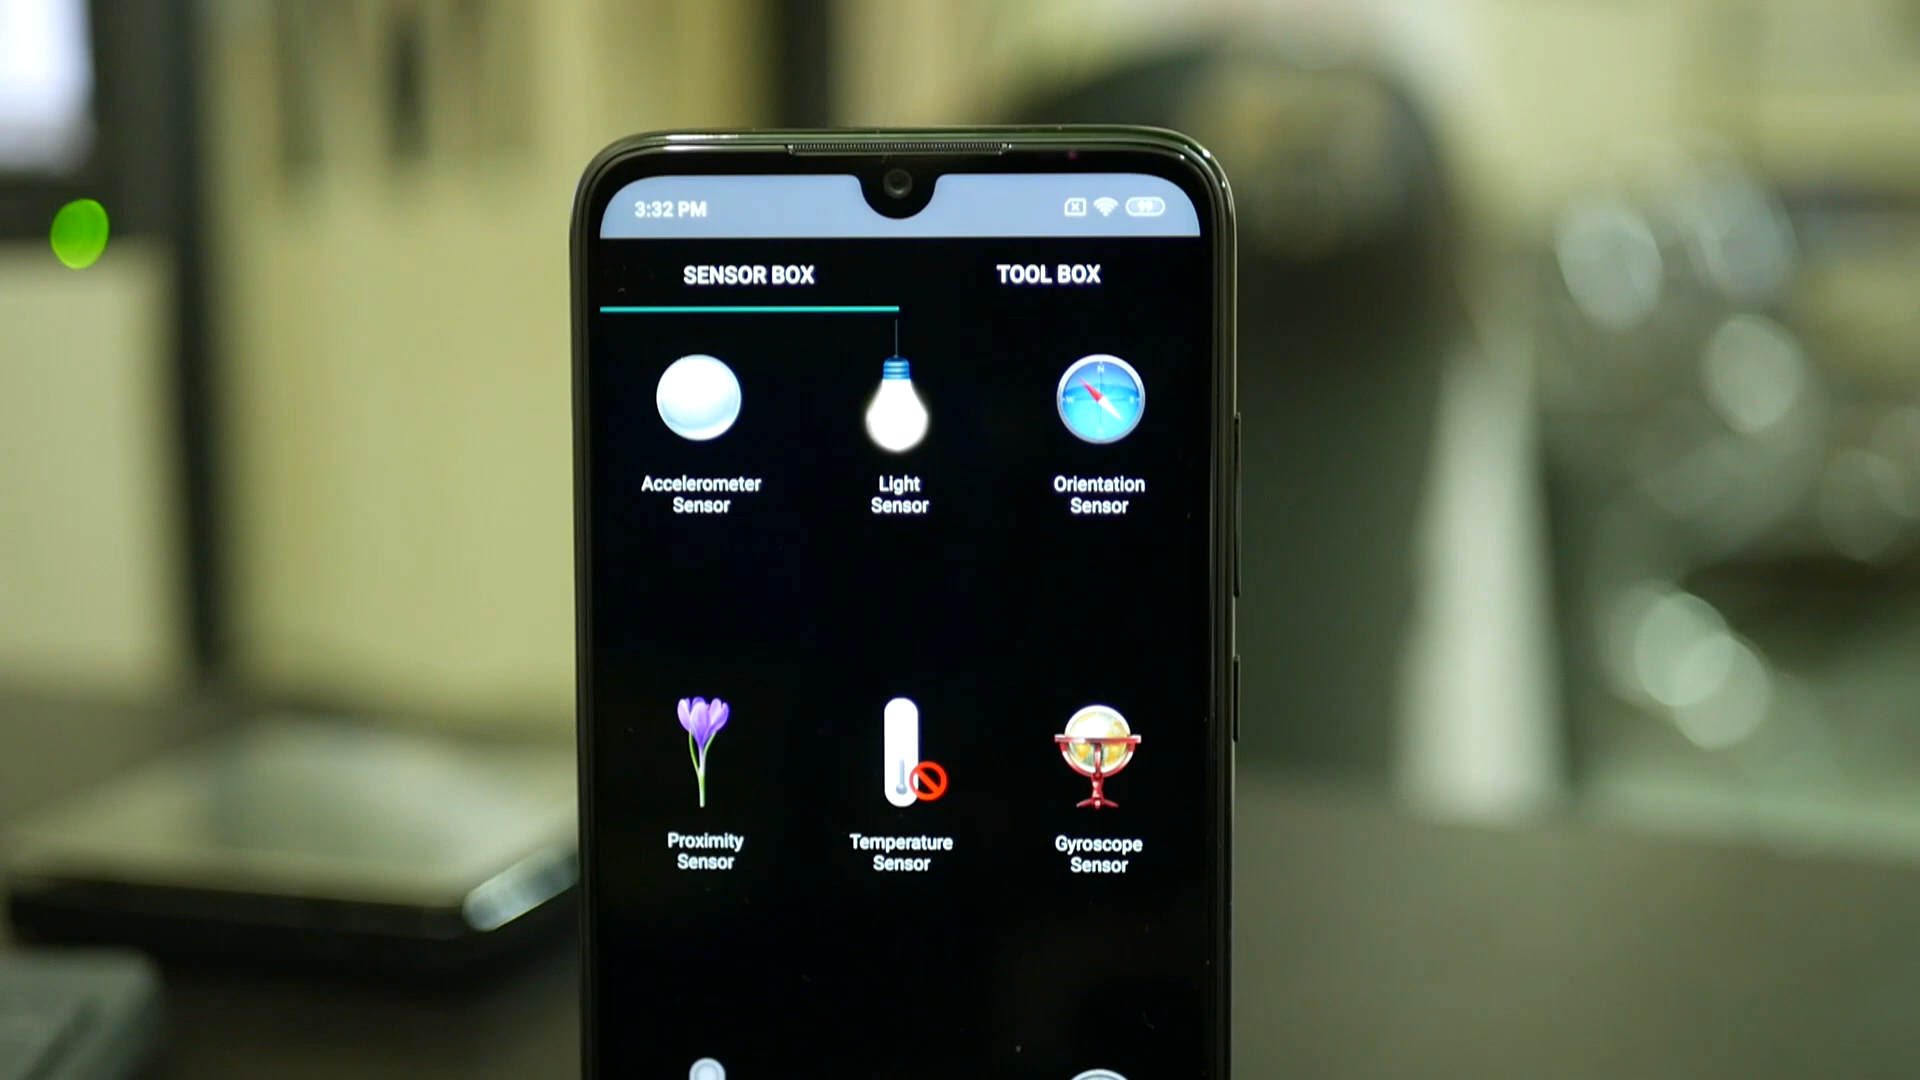 3:32 PM
99
SENSOR BOX
TOOL BOX
Accelerometer
Sensor
Light
Sensor
Orientation
Sensor
Proximity
Sensor
Temperature
Sensor
Gyroscope
Sensor